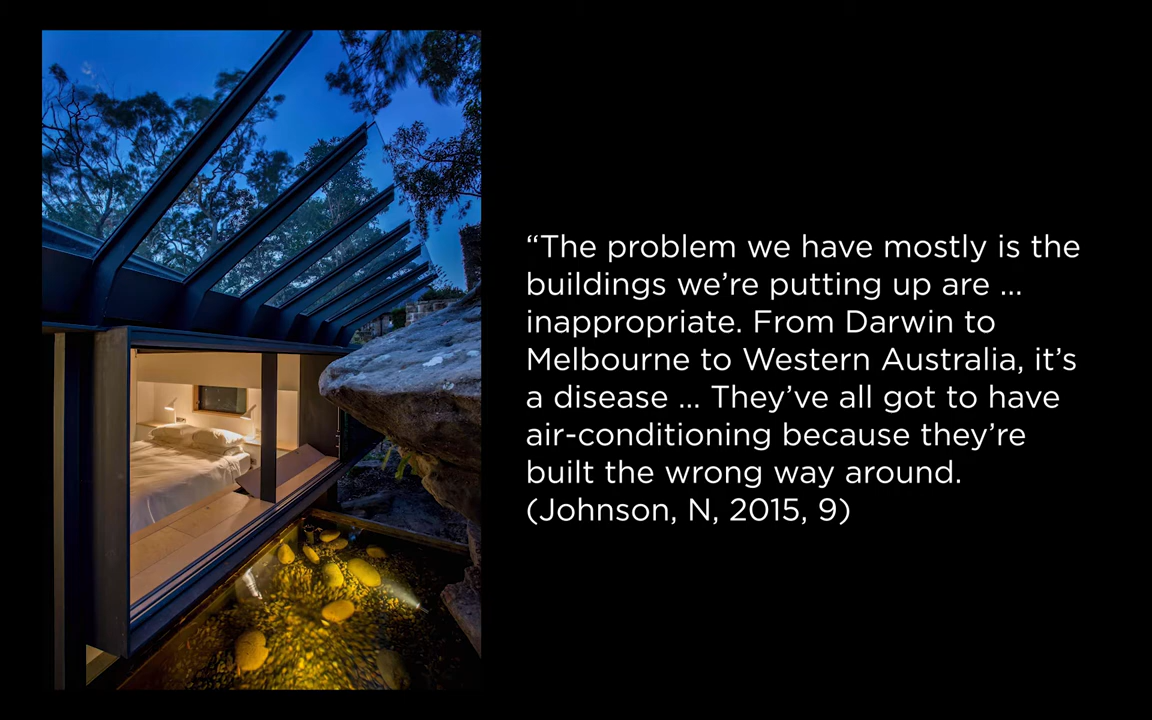 “The problem we have mostly is the
buildings we’re putting up are ...
inappropriate. From Darwin to
Melbourne to Western Australia, it’s
a disease ... They’ve all got to have
air-conditioning because they’re
built the wrong way around.
(Johnson, N, 2015, 9)